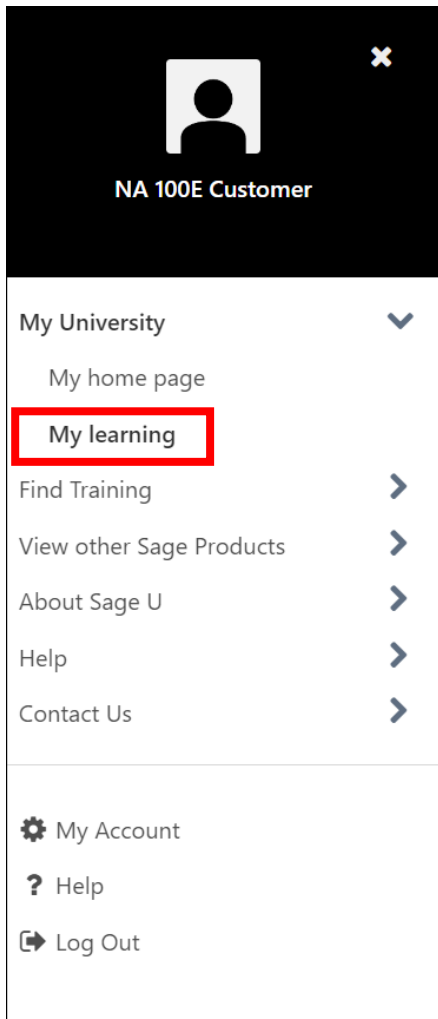 NA 100E Customer
My University
My home page
My learning
Find Training
View other Sage Products
About Sage U
Help
Contact Us
My Account
? Help
Log Out